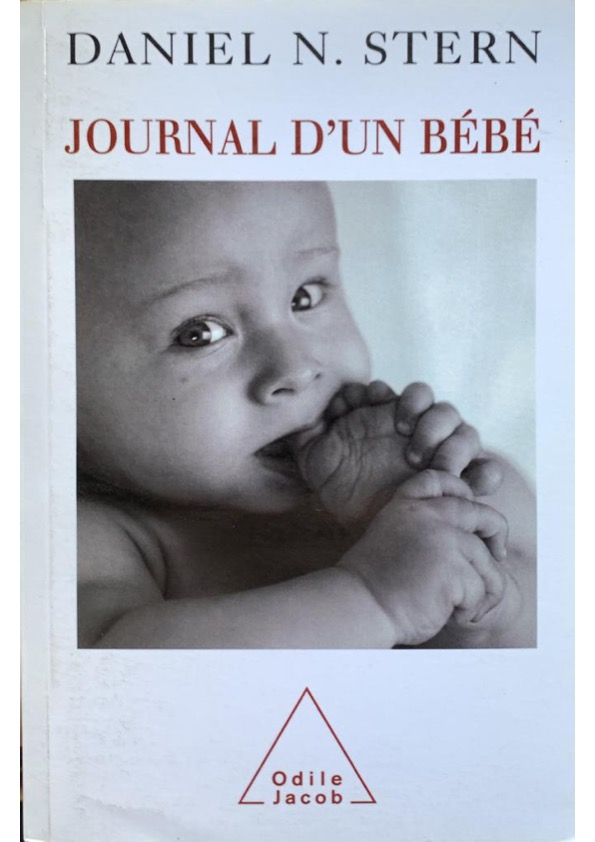 DANIEL N. STERN
JOURNAL D'UN BÉBÉ
Odile
Jacob